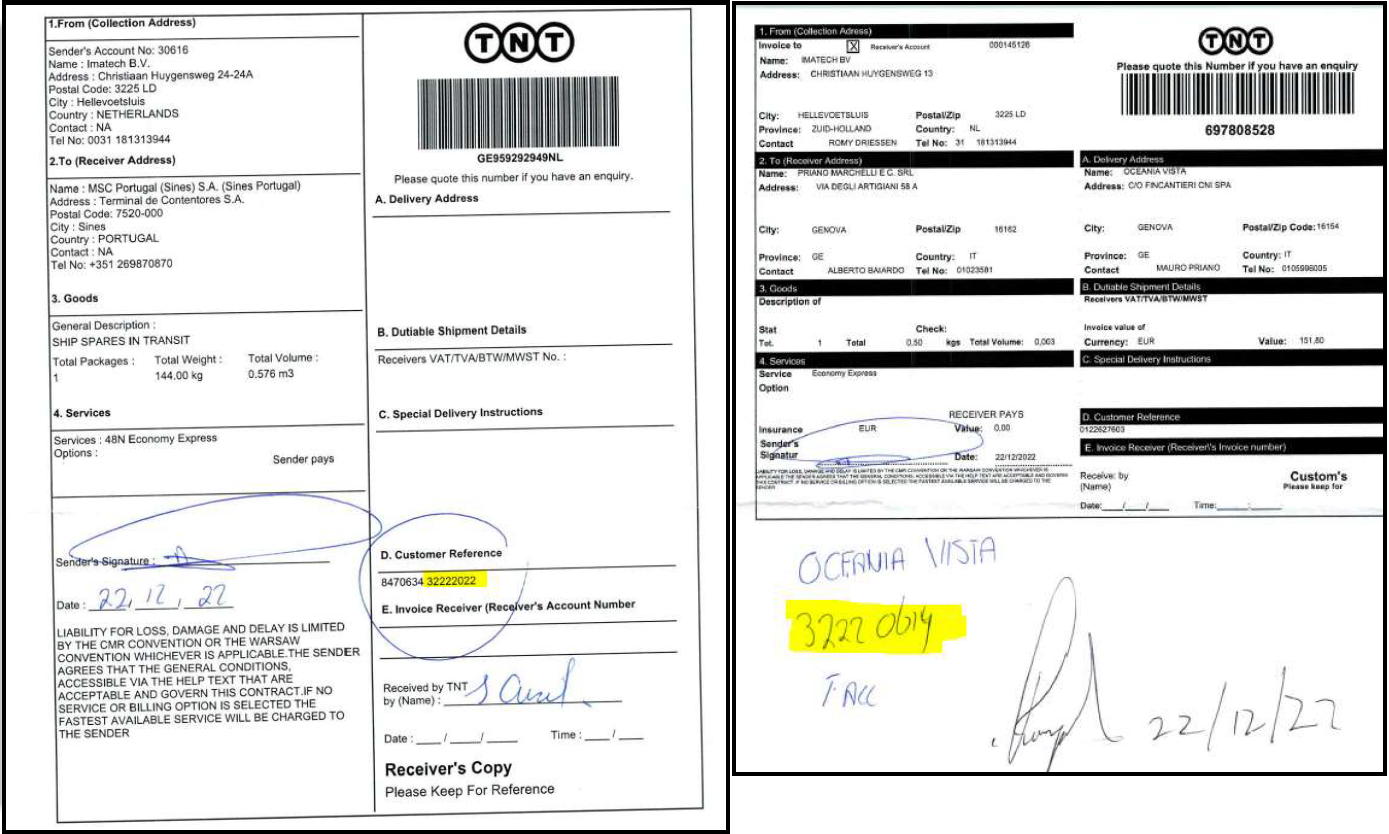 1.From (Collection Address)
Sender's Account No: 30616
Name : Imatech B.V.
Address : Christiaan Huygensweg 24-24A
Postal Code: 3225 LD
City : Hellevoetsluis
Country : NETHERLANDS
Contact : NA
Tel No: 0031 181313944
2.To (Receiver Address)
Name : MSC Portugal (Sines) S.A. (Sines Portugal)
Address : Terminal de Contentores S.A.
Postal Code: 7520-000
City : Sines
Country : PORTUGAL
Contact : NA
Tel No: +351 269870870
3. Goods
General Description :
SHIP SPARES IN TRANSIT
Total Packages : Total Weight : Total Volume :
1 144.00 kg 0.576 m3
4. Services
Services : 48N Economy Express
Options :
Sender pays
Sender's Signature :
Date : 22, 12, 22
LIABILITY FOR LOSS, DAMAGE AND DELAY IS LIMITED
BY THE CMR CONVENTION OR THE WARSAW
CONVENTION WHICHEVER IS APPLICABLE.THE SENDER
AGREES THAT THE GENERAL CONDITIONS,
ACCESSIBLE VIA THE HELP TEXT THAT ARE
ACCEPTABLE AND GOVERN THIS CONTRACT.IF NO
SERVICE OR BILLING OPTION IS SELECTED THE
FASTEST AVAILABLE SERVICE WILL BE CHARGED TO
THE SENDER
TNT
GE959292949NL
Please quote this number if you have an enquiry.
A. Delivery Address
B. Dutiable Shipment Details
Receivers VAT/TVA/BTW/MWST No. :
C. Special Delivery Instructions
D. Customer Reference
8470634 32222022
E. Invoice Receiver (Receiver's Account Number
Received by TNT
by (Name) :
Date : ___/___/___ Time : ___/___
Receiver's Copy
Please Keep For Reference
1. From (Collection Adress)
Invoice to X Receiver's Account 000145126
Name: IMATECH BV
Address: CHRISTIAAN HUYGENSWEG 13
City: HELLEVOETSLUIS Postal/Zip 3225 LD
Province: ZUID-HOLLAND Country: NL
Contact ROMY DRIESSEN Tel No: 31 181313944
TNT
Please quote this Number if you have an enquiry
697808528
2. To (Receiver Address)
Name: PRIANO MARCHELLI E C. SRL
Address: VIA DEGLI ARTIGIANI 58 A
City: GENOVA Postal/Zip 16162
Province: GE Country: IT
Contact ALBERTO BAIARDO Tel No: 01023581
A. Delivery Address
Name: OCEANIA VISTA
Address: C/O FINCANTIERI CNI SPA
City: GENOVA Postal/Zip Code: 16154
Province: GE Country: IT
Contact MAURO PRIANO Tel No: 0105996005
3. Goods
Description of
Stat Check:
Tot. 1 Total 0,50 kgs Total Volume: 0,003
B. Dutiable Shipment Details
Receivers VAT/TVA/BTW/MWST
Invoice value of
Currency: EUR Value: 151,80
4. Services
Service Economy Express
Option
RECEIVER PAYS
Insurance EUR Value: 0,00
Sender's
Signatur Date: 22/12/2022
LIABILITY FOR LOSS, DAMAGE AND DELAY IS LIMITED BY THE CMR CONVENTION OR THE WARSAW CONVENTION WHICHEVER IS
APPLICABLE THE SENDER AGREES THAT THE GENERAL CONDITIONS, ACCESSIBLE VIA THE HELP TEXT ARE ACCEPTABLE AND GOVERN
THIS CONTRACT. IF NO SERVICE OR BILLING OPTION IS SELECTED THE FASTEST AVAILABLE SERVICE WILL BE CHARGED TO THE
SENDER
C. Special Delivery Instructions
D. Customer Reference
0122627603
E. Invoice Receiver (Receiver\'s Invoice number)
Receive: by
(Name)
Custom's
Please keep for
Date:___/___/___ Time:___:___
OCEANIA VISTA
32220614
T. ACC
22/12/22